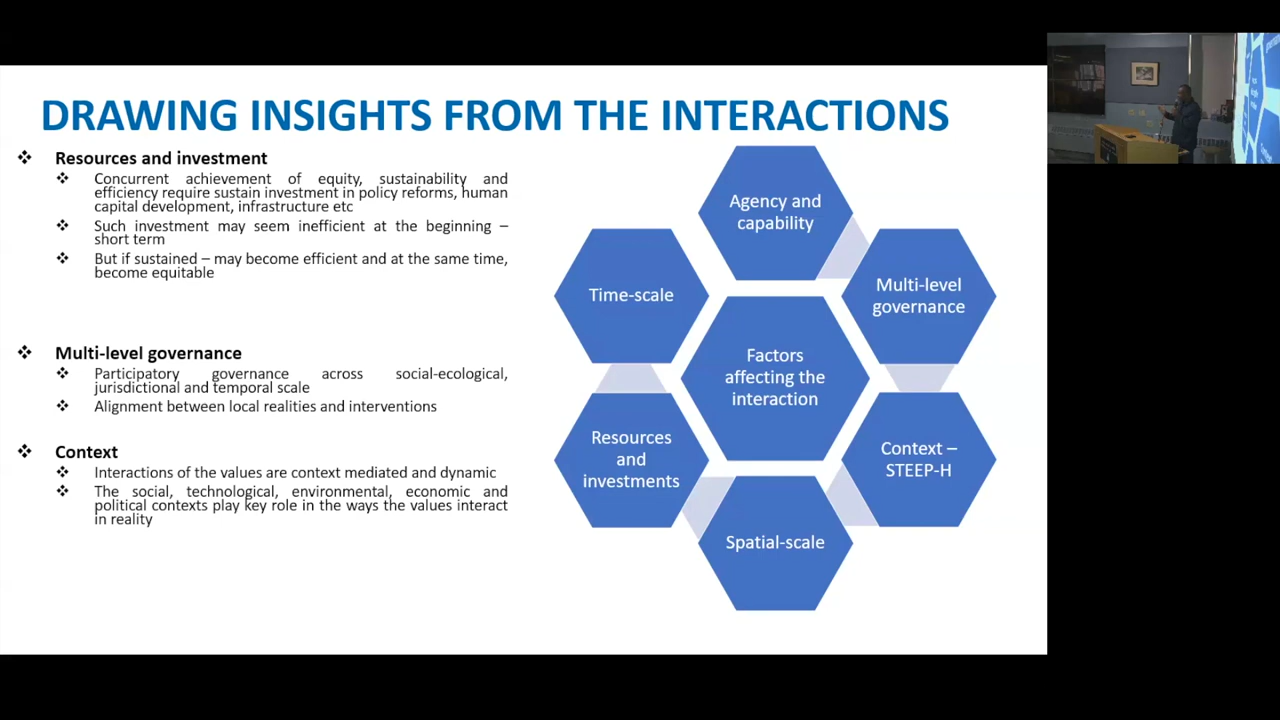 DRAWING INSIGHTS FROM THE INTERACTIONS
❖ Resources and investment
❖ Concurrent achievement of equity, sustainability and
efficiency require sustain investment in policy reforms, human
capital development, infrastructure etc
❖ Such investment may seem inefficient at the beginning –
short term
❖ But if sustained – may become efficient and at the same time,
become equitable
❖ Multi-level governance
❖ Participatory governance across social-ecological,
jurisdictional and temporal scale
❖ Alignment between local realities and interventions
❖ Context
❖ Interactions of the values are context mediated and dynamic
❖ The social, technological, environmental, economic and
political contexts play key role in the ways the values interact
in reality
Agency and
capability
Multi-level
governance
Context –
STEEP-H
Spatial-scale
Resources
and
investments
Time-scale
Factors
affecting the
interaction